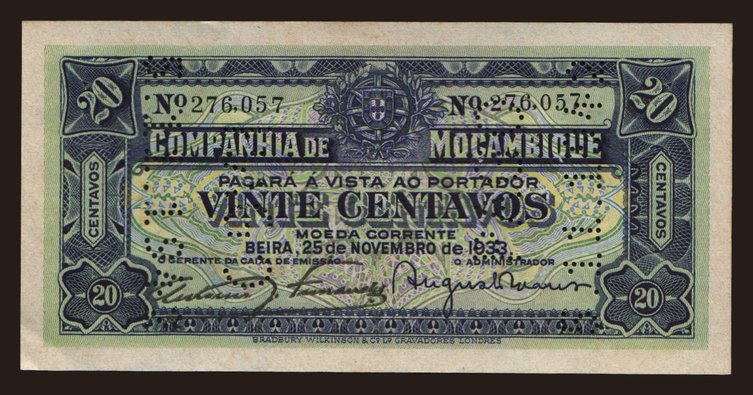 20 20
Nº 276.057 Nº 276.057
COMPANHIA DE MOÇAMBIQUE
PAGARÁ Á VISTA AO PORTADOR
VINTE CENTAVOS
MOEDA CORRENTE
BEIRA, 25 de NOVEMBRO de 1933.
O GERENTE DA CAIXA DE EMISSÃO O ADMINISTRADOR
CENTAVOS CENTAVOS
20 20
BRADBURY, WILKINSON & Cº Lº GRAVADORES, LONDRES